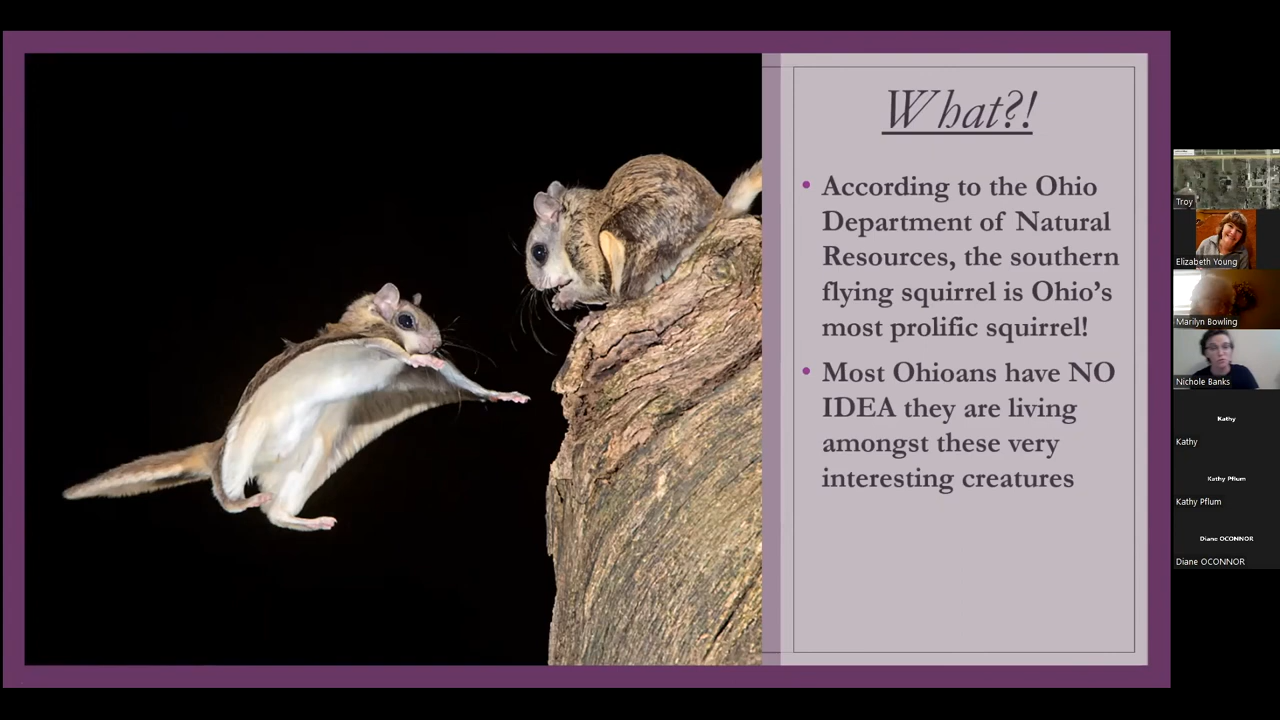 What?!
• According to the Ohio
Department of Natural
Resources, the southern
flying squirrel is Ohio’s
most prolific squirrel!
• Most Ohioans have NO
IDEA they are living
amongst these very
interesting creatures
Troy
Elizabeth Young
Marilyn Bowling
Nichole Banks
Kathy
Kathy
Kathy Pflum
Kathy Pflum
Diane OCONNOR
Diane OCONNOR